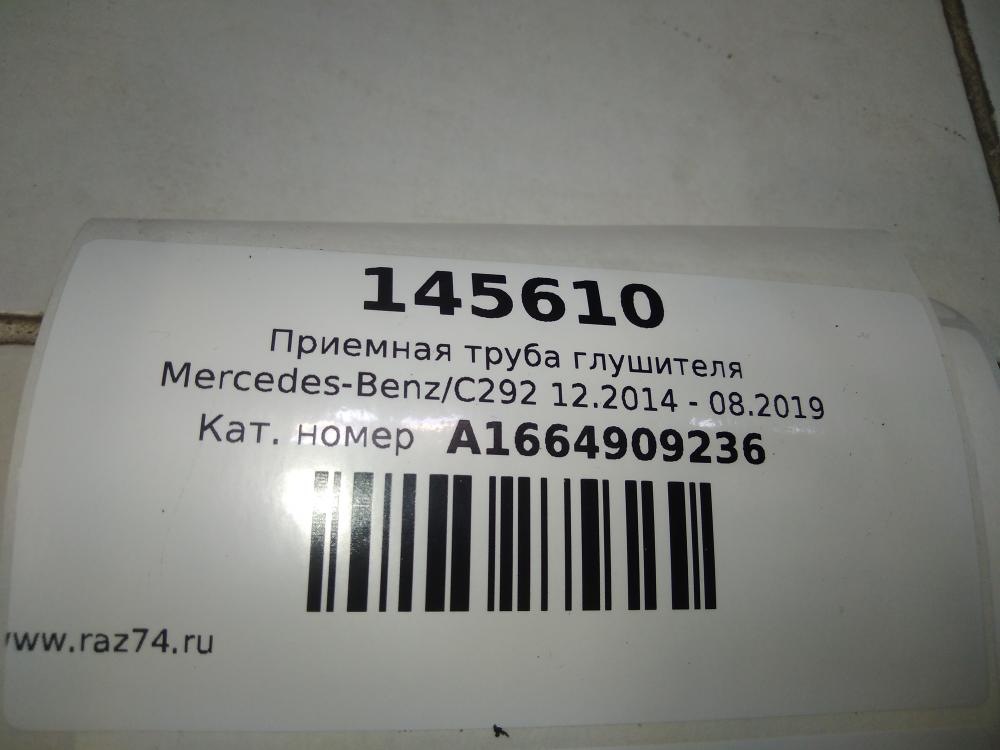 145610
Приемная труба глушителя
Mercedes-Benz/C292 12.2014 - 08.2019
Кат. номер A1664909236
www.raz74.ru